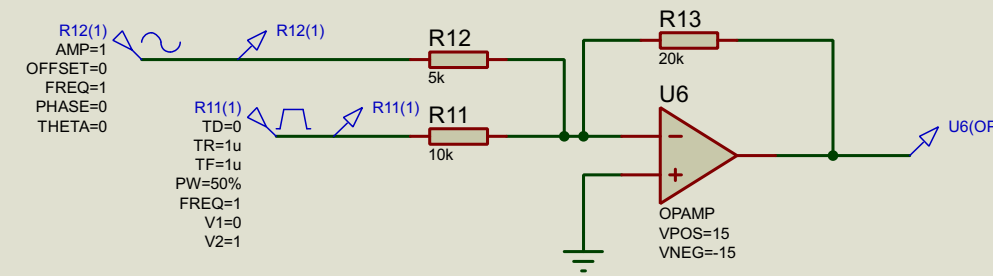 R12(1)
AMP=1
OFFSET=0
FREQ=1
PHASE=0
THETA=0
R12(1)
R12
5k
R13
20k
R11(1)
TD=0
TR=1u
TF=1u
PW=50%
FREQ=1
V1=0
V2=1
R11(1)
R11
10k
U6
OPAMP
VPOS=15
VNEG=-15
U6(OP